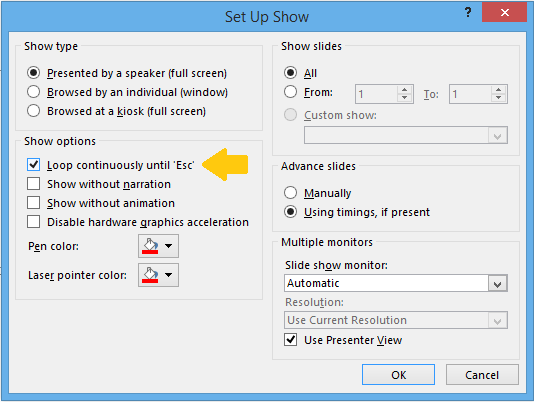 Set Up Show
?
Show type
Presented by a speaker (full screen)
Browsed by an individual (window)
Browsed at a kiosk (full screen)
Show options
Loop continuously until 'Esc'
Show without narration
Show without animation
Disable hardware graphics acceleration
Pen color:
Laser pointer color:
Show slides
All
From: 1 To: 1
Custom show:
Advance slides
Manually
Using timings, if present
Multiple monitors
Slide show monitor:
Automatic
Resolution:
Use Current Resolution
Use Presenter View
OK Cancel